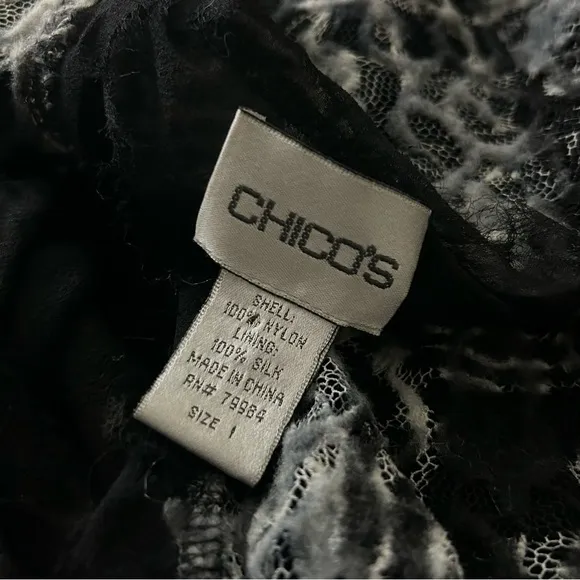 CHICO'S
SHELL:
100% NYLON
LINING:
100% SILK
MADE IN CHINA
RN# 79984
SIZE 1